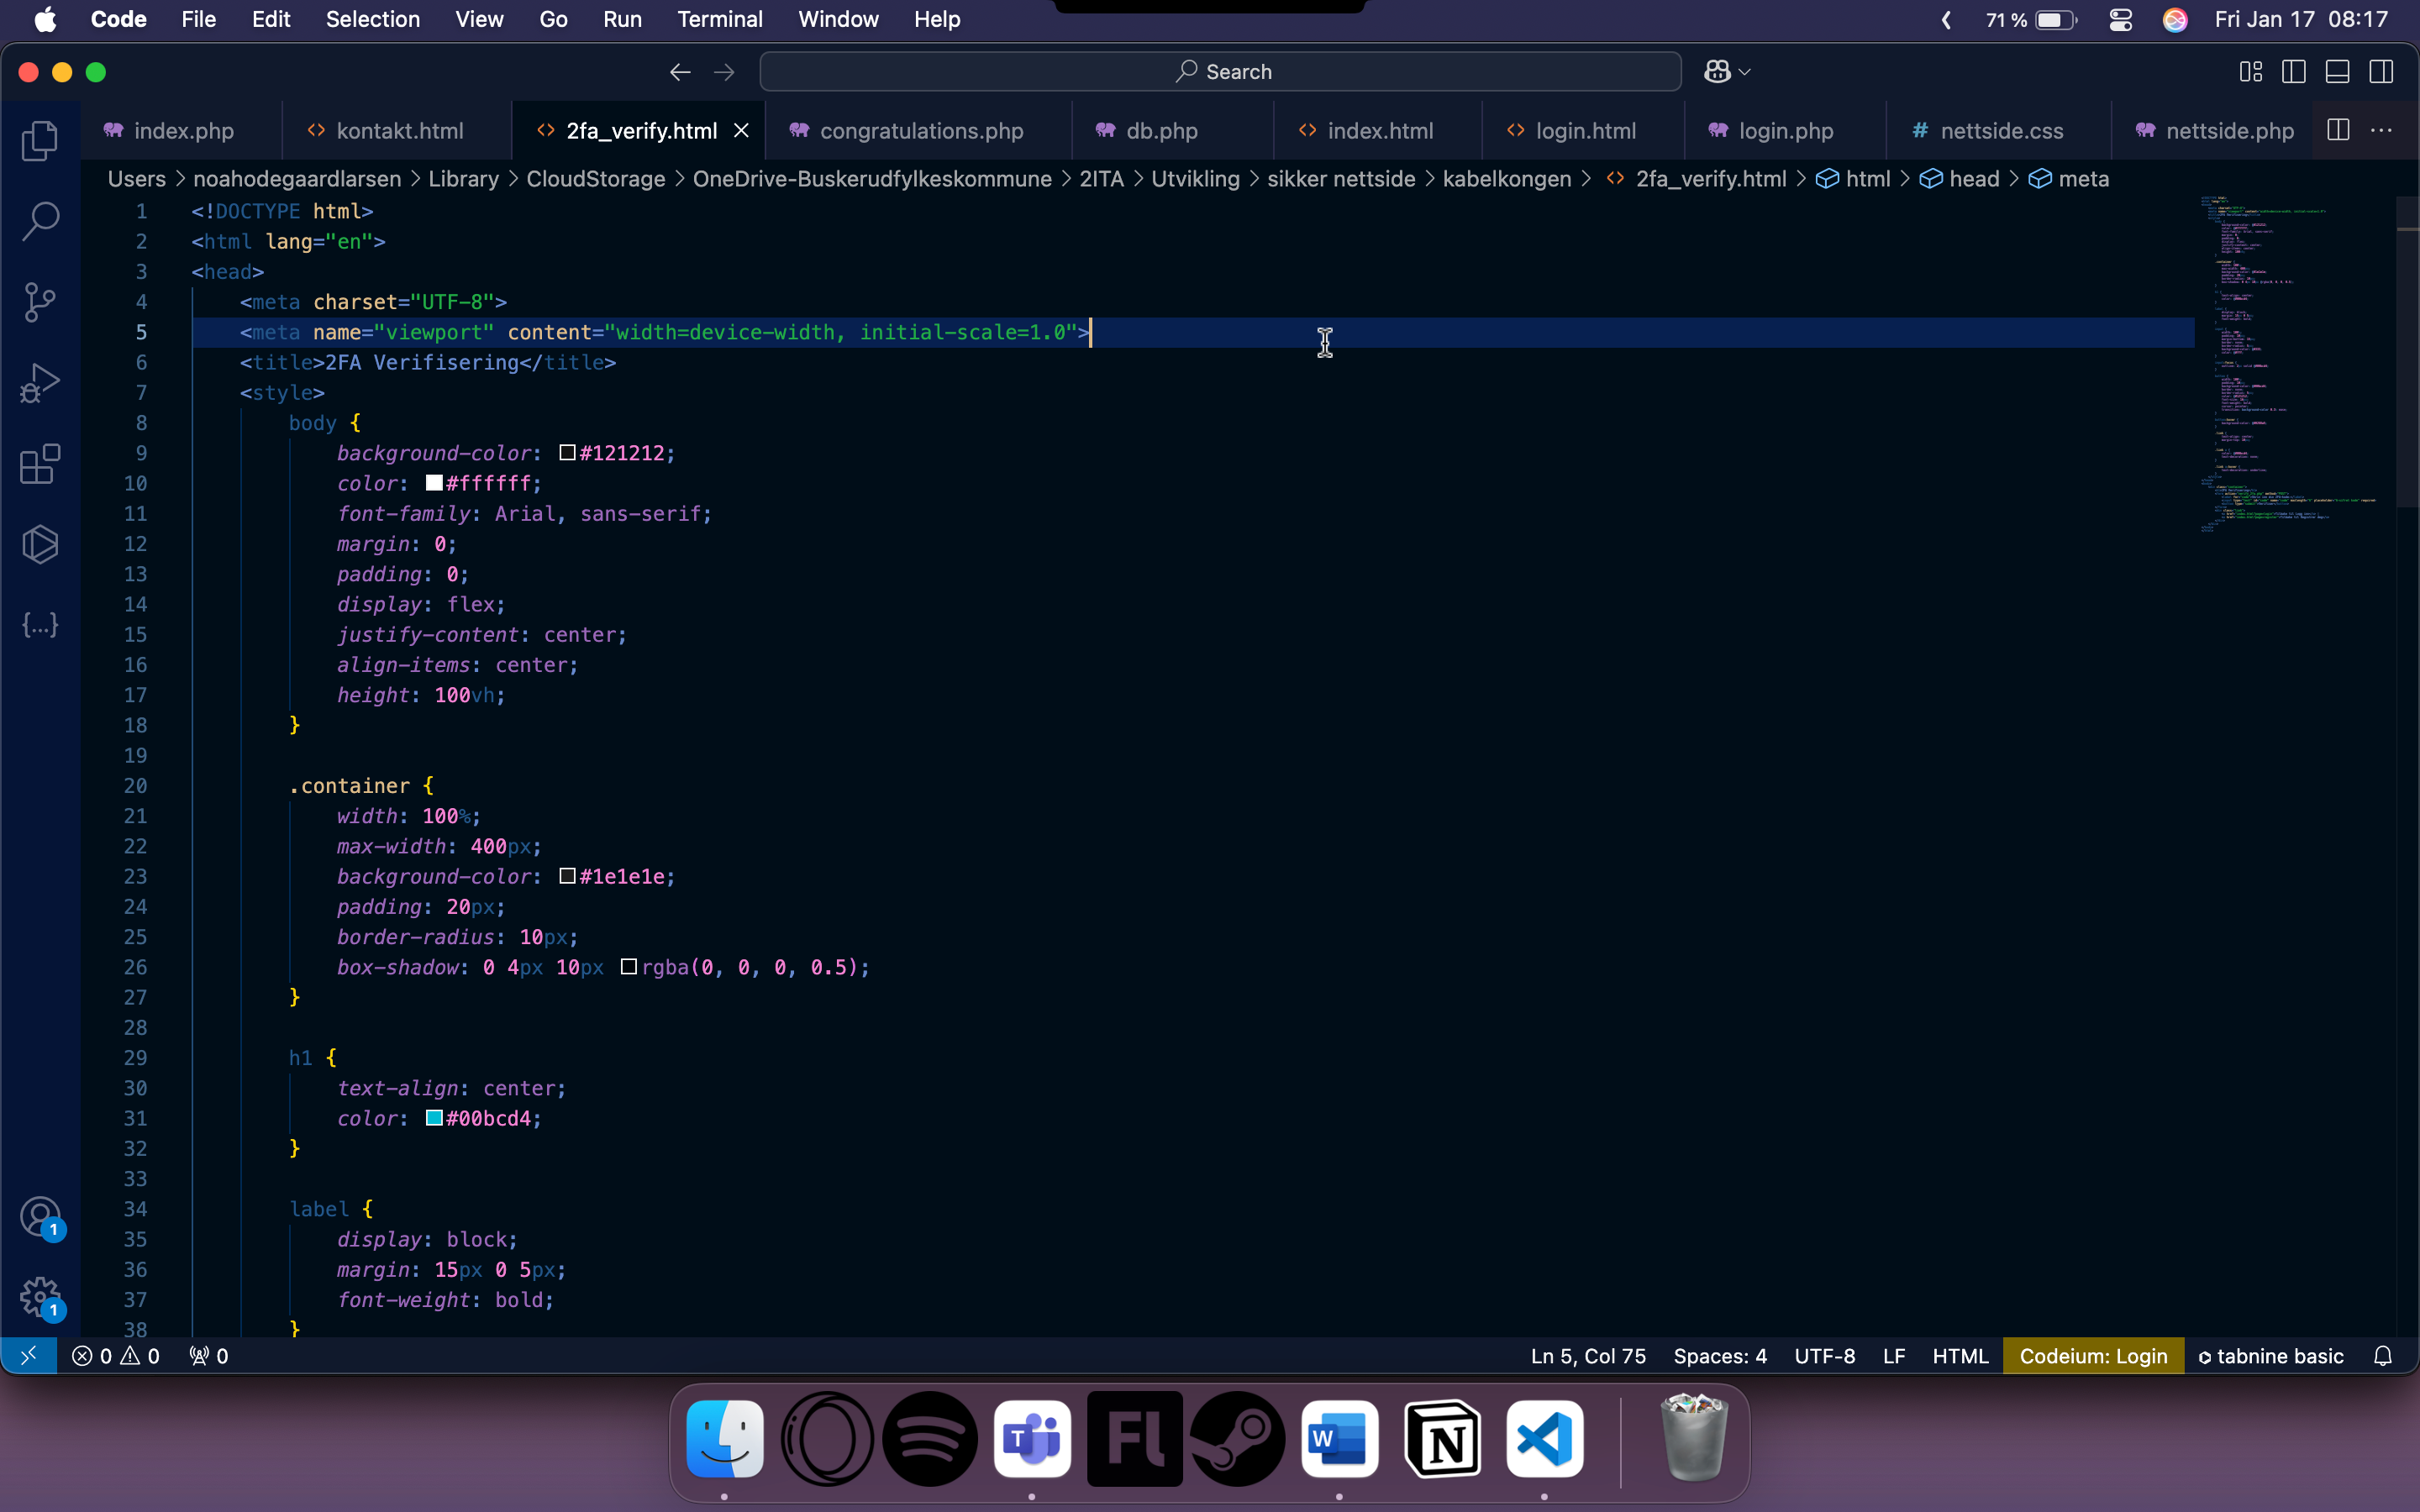 Code File Edit Selection View Go Run Terminal Window Help 71 % Fri Jan 17 08:17
Search
index.php kontakt.html 2fa_verify.html congratulations.php db.php index.html login.html login.php # nettside.css nettside.php
Users > noahodegaardlarsen > Library > CloudStorage > OneDrive-Buskerudfylkeskommune > 2ITA > Utvikling > sikker nettside > kabelkongen > <> 2fa_verify.html > html > head > meta
1 <!DOCTYPE html>
2 <html lang="en">
3 <head>
4 <meta charset="UTF-8">
5 <meta name="viewport" content="width=device-width, initial-scale=1.0">
6 <title>2FA Verifisering</title>
7 <style>
8 body {
9 background-color: #121212;
10 color: #ffffff;
11 font-family: Arial, sans-serif;
12 margin: 0;
13 padding: 0;
14 display: flex;
15 justify-content: center;
16 align-items: center;
17 height: 100vh;
18 }
19
20 .container {
21 width: 100%;
22 max-width: 400px;
23 background-color: #1e1e1e;
24 padding: 20px;
25 border-radius: 10px;
26 box-shadow: 0 4px 10px rgba(0, 0, 0, 0.5);
27 }
28
29 h1 {
30 text-align: center;
31 color: #00bcd4;
32 }
33
34 label {
35 display: block;
36 margin: 15px 0 5px;
37 font-weight: bold;
38 }
1
1
0 0 0 Ln 5, Col 75 Spaces: 4 UTF-8 LF HTML Codeium: Login tabnine basic
T Fl W N